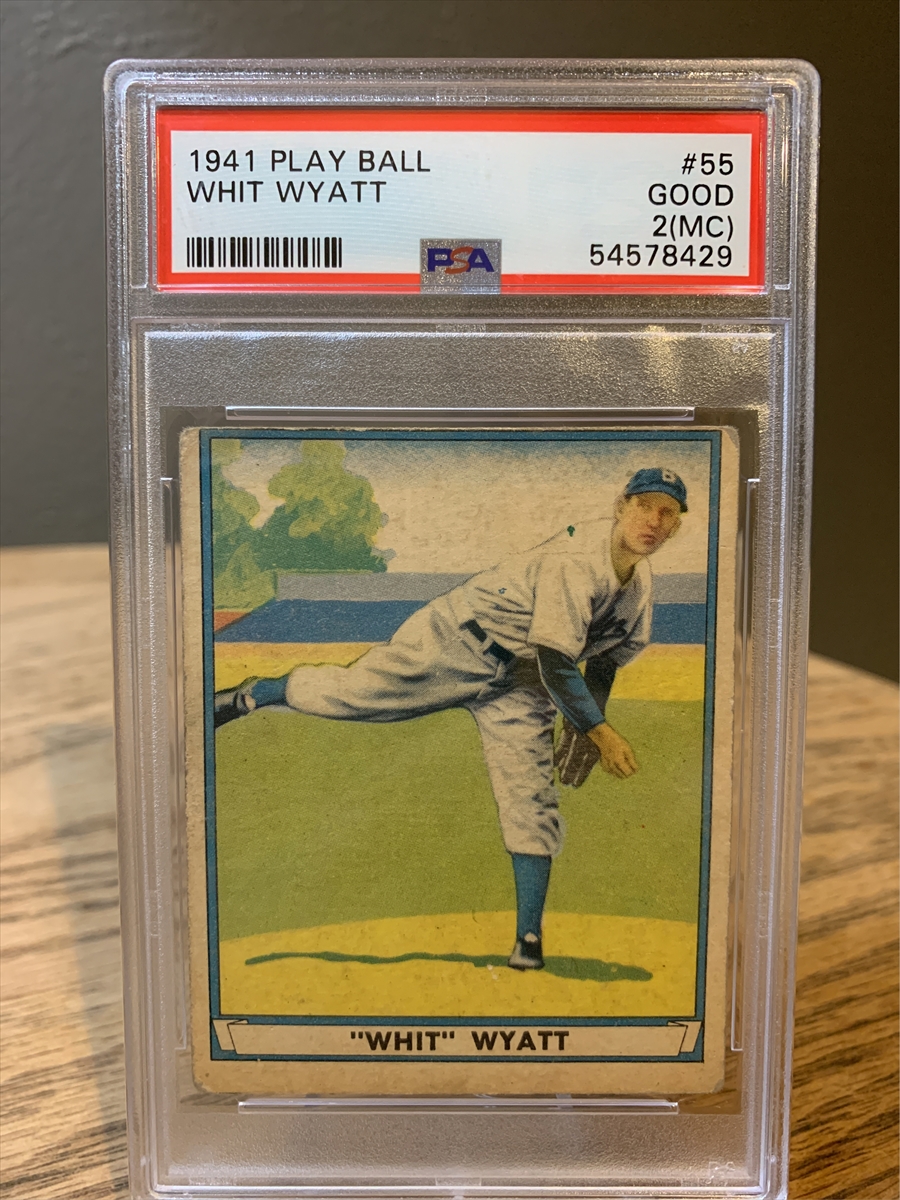 1941 PLAY BALL #55
WHIT WYATT GOOD
2(MC)
PSA 54578429
B
"WHIT" WYATT